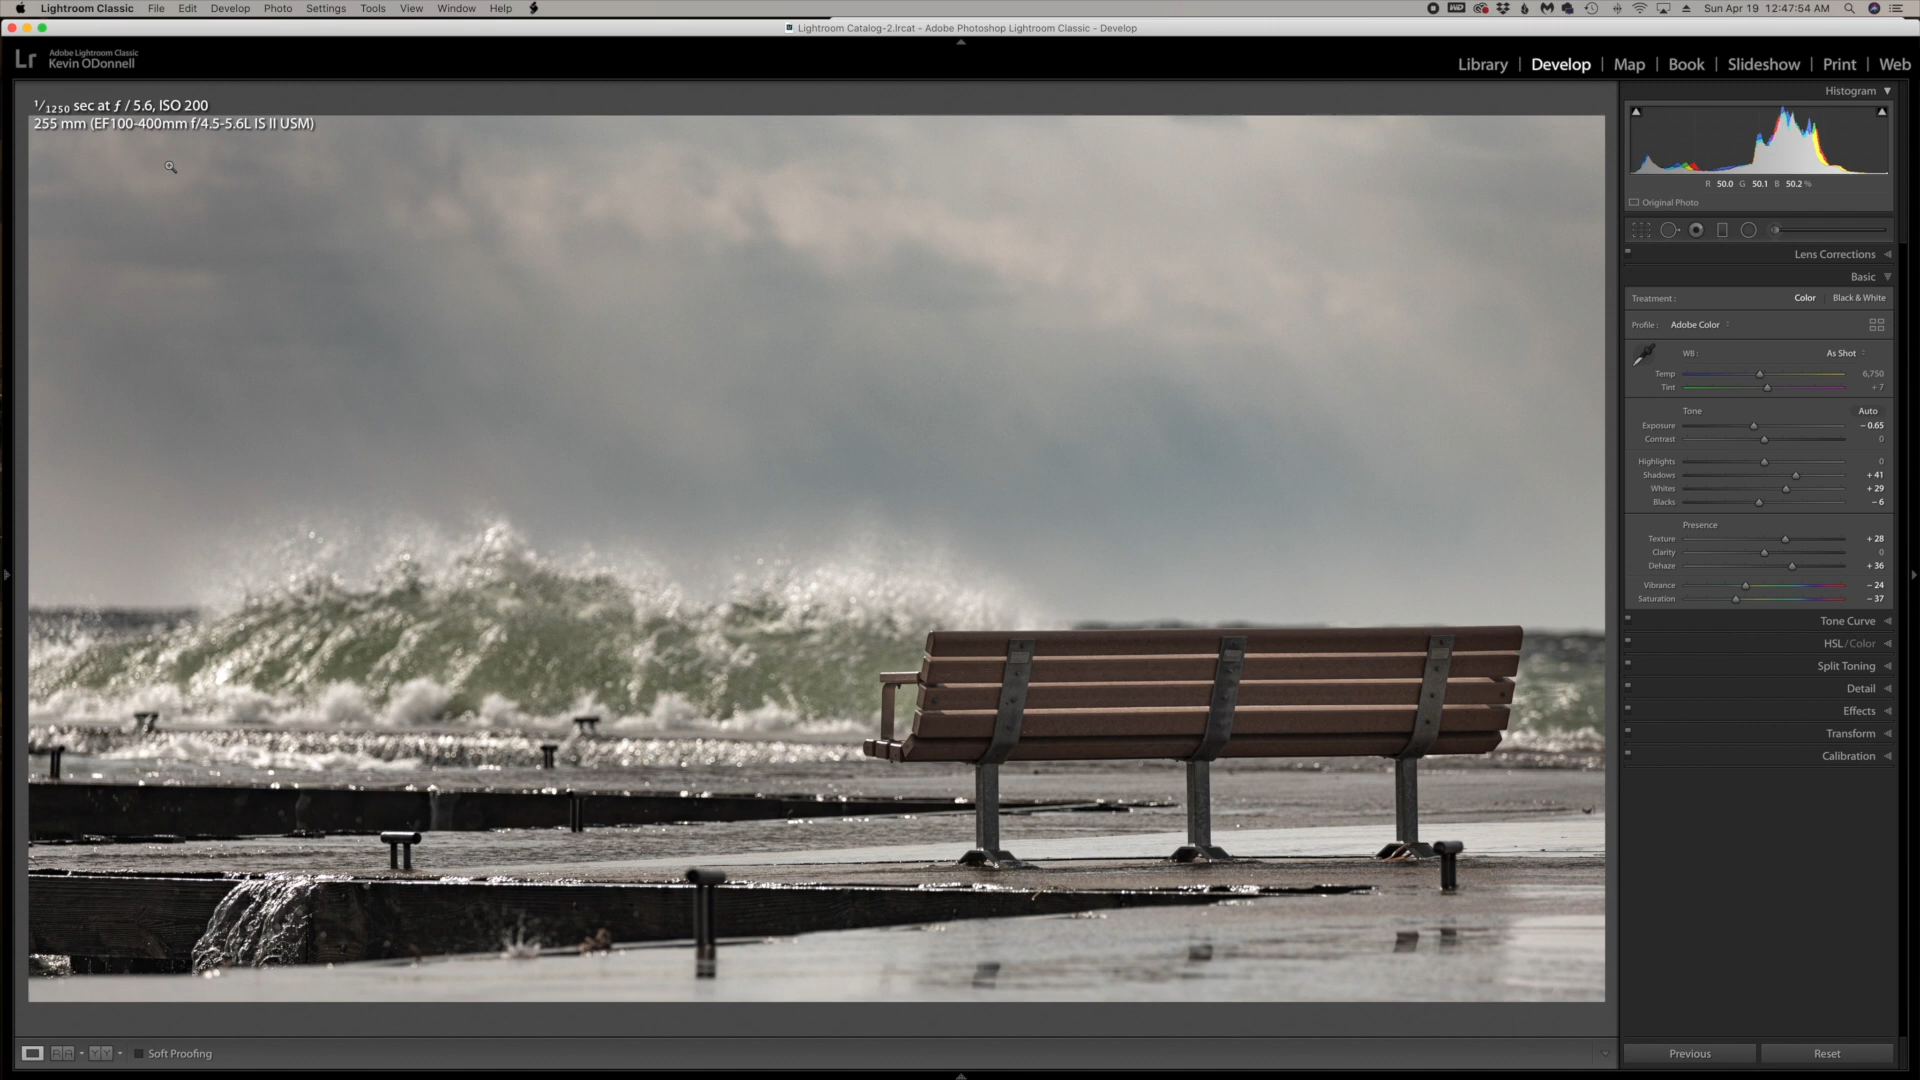 Lightroom Classic File Edit Develop Photo Settings Tools View Window Help
Sun Apr 19 12:47:54 AM
Lightroom Catalog-2.lrcat - Adobe Photoshop Lightroom Classic - Develop
Lr
Adobe Lightroom Classic
Kevin ODonnell
Library | Develop | Map | Book | Slideshow | Print | Web
1/1250 sec at ƒ / 5.6, ISO 200
255 mm (EF100-400mm f/4.5-5.6L IS II USM)
Histogram
R 50.0 G 50.1 B 50.2 %
Original Photo
Lens Corrections
Basic
Treatment : Color | Black & White
Profile : Adobe Color
WB : As Shot
Temp 6,750
Tint + 7
Tone Auto
Exposure − 0.65
Contrast 0
Highlights 0
Shadows + 41
Whites + 29
Blacks − 6
Presence
Texture + 28
Clarity 0
Dehaze + 36
Vibrance − 24
Saturation − 37
Tone Curve
HSL / Color
Split Toning
Detail
Effects
Transform
Calibration
Soft Proofing
Previous Reset